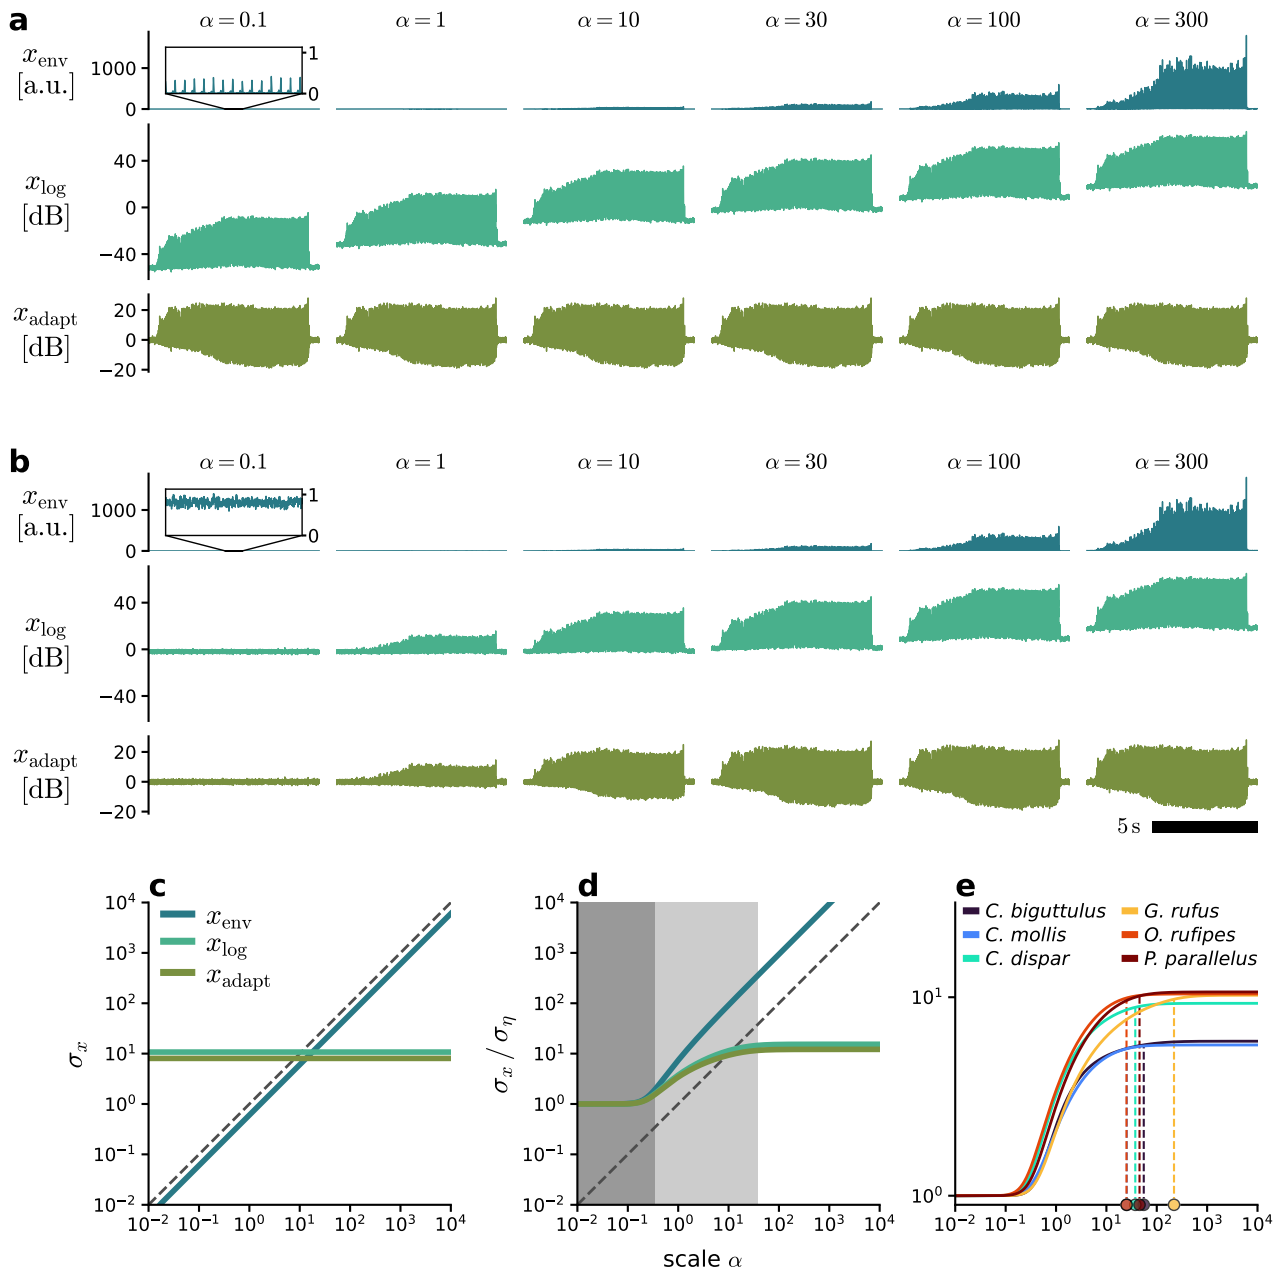 a
α = 0.1 α = 1 α = 10 α = 30 α = 100 α = 300
x_env
[a.u.]
1000
0
1
0
x_log
[dB]
40
0
−40
x_adapt
[dB]
20
0
−20
b
α = 0.1 α = 1 α = 10 α = 30 α = 100 α = 300
x_env
[a.u.]
1000
0
1
0
x_log
[dB]
40
0
−40
x_adapt
[dB]
20
0
−20
5 s
c
σ_x
10^4
10^3
10^2
10^1
10^0
10^−1
10^−2
x_env
x_log
x_adapt
10^−2 10^−1 10^0 10^1 10^2 10^3 10^4
d
σ_x / σ_η
10^4
10^3
10^2
10^1
10^0
10^−1
10^−2
10^−2 10^−1 10^0 10^1 10^2 10^3 10^4
scale α
e
C. biguttulus
C. mollis
C. dispar
G. rufus
O. rufipes
P. parallelus
10^1
10^0
10^−2 10^−1 10^0 10^1 10^2 10^3 10^4